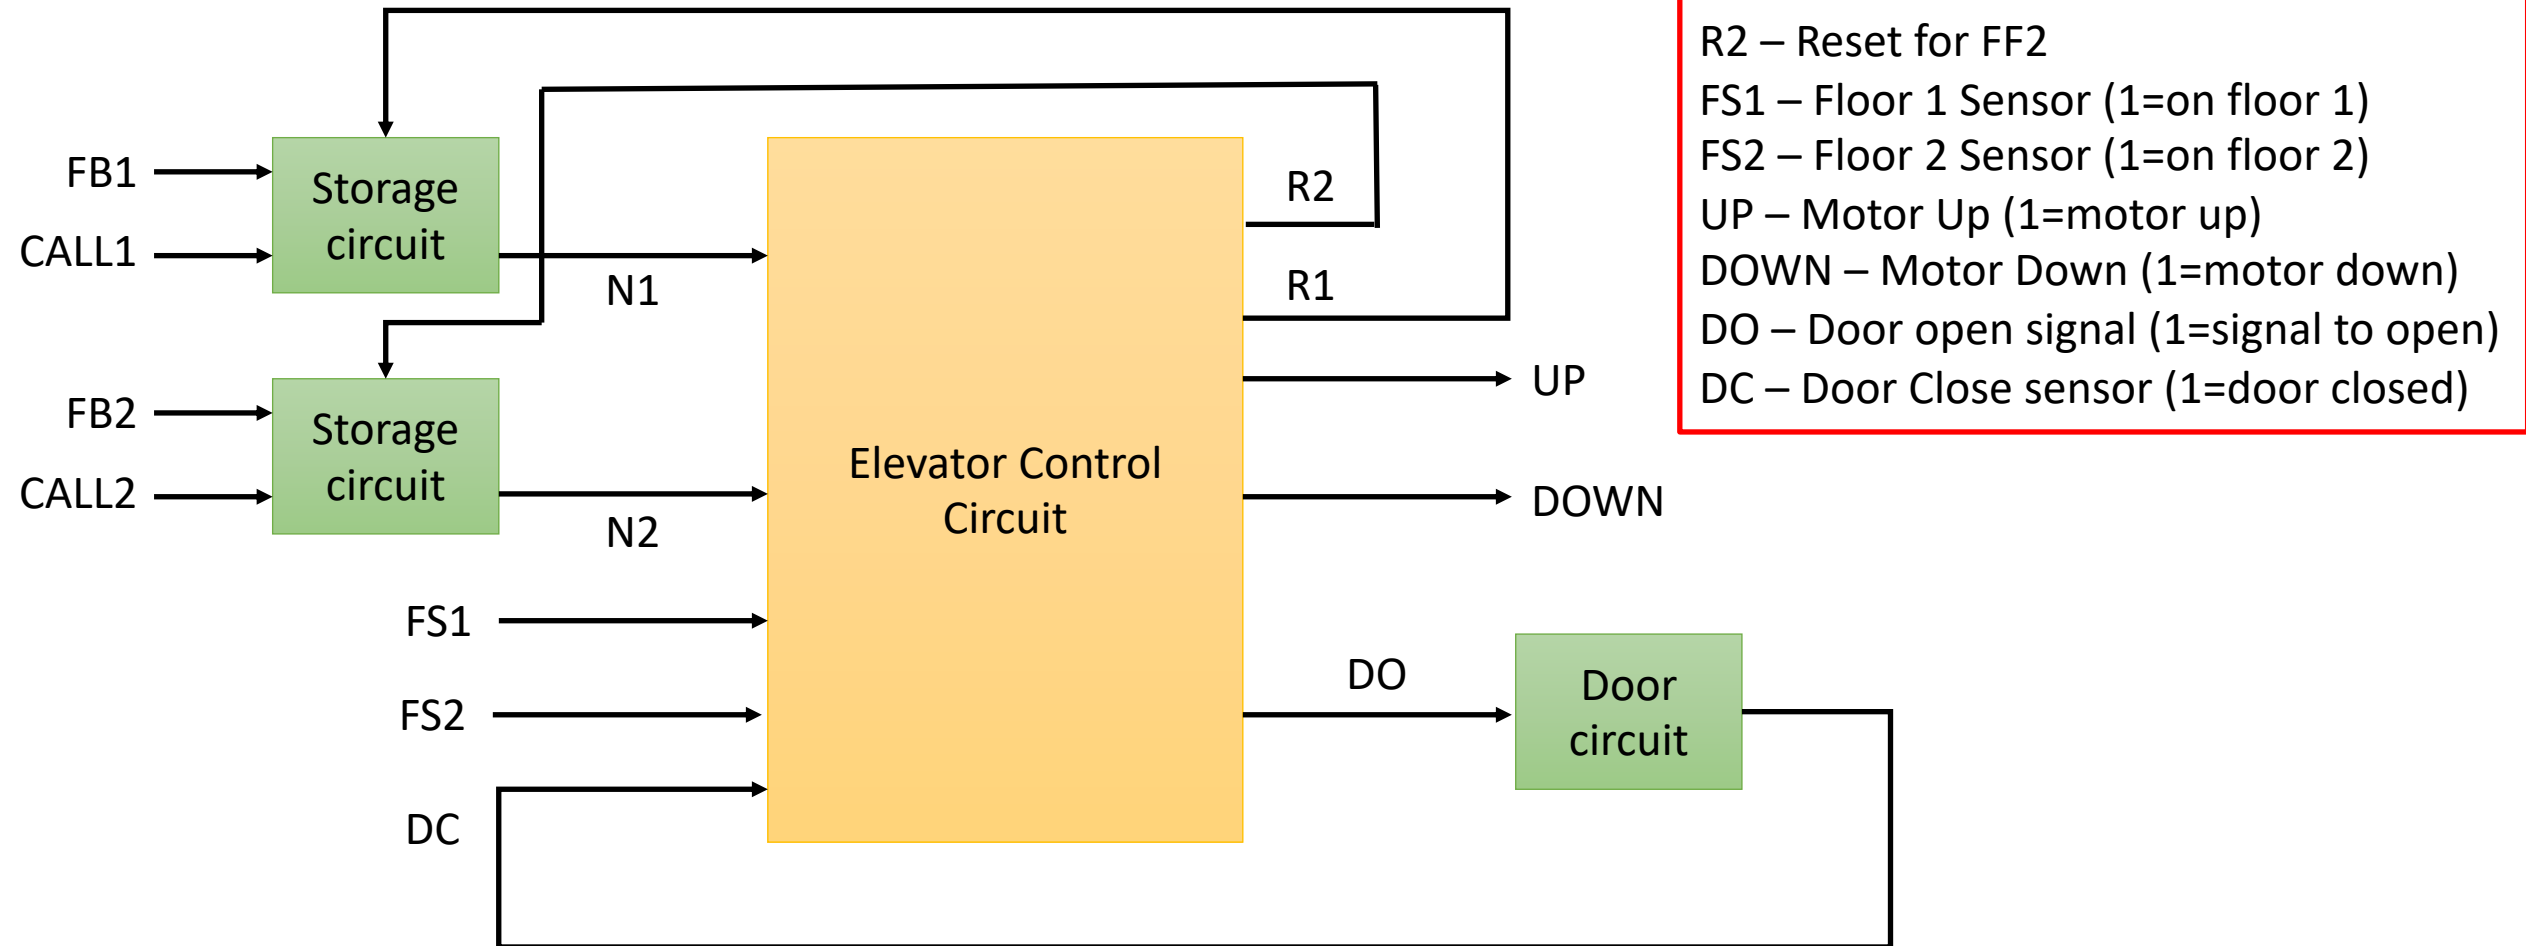 R2 – Reset for FF2
FS1 – Floor 1 Sensor (1=on floor 1)
FS2 – Floor 2 Sensor (1=on floor 2)
UP – Motor Up (1=motor up)
DOWN – Motor Down (1=motor down)
DO – Door open signal (1=signal to open)
DC – Door Close sensor (1=door closed)
FB1
CALL1
Storage
circuit
N1
FB2
CALL2
Storage
circuit
N2
FS1
FS2
DC
Elevator Control
Circuit
R2
R1
UP
DOWN
DO
Door
circuit